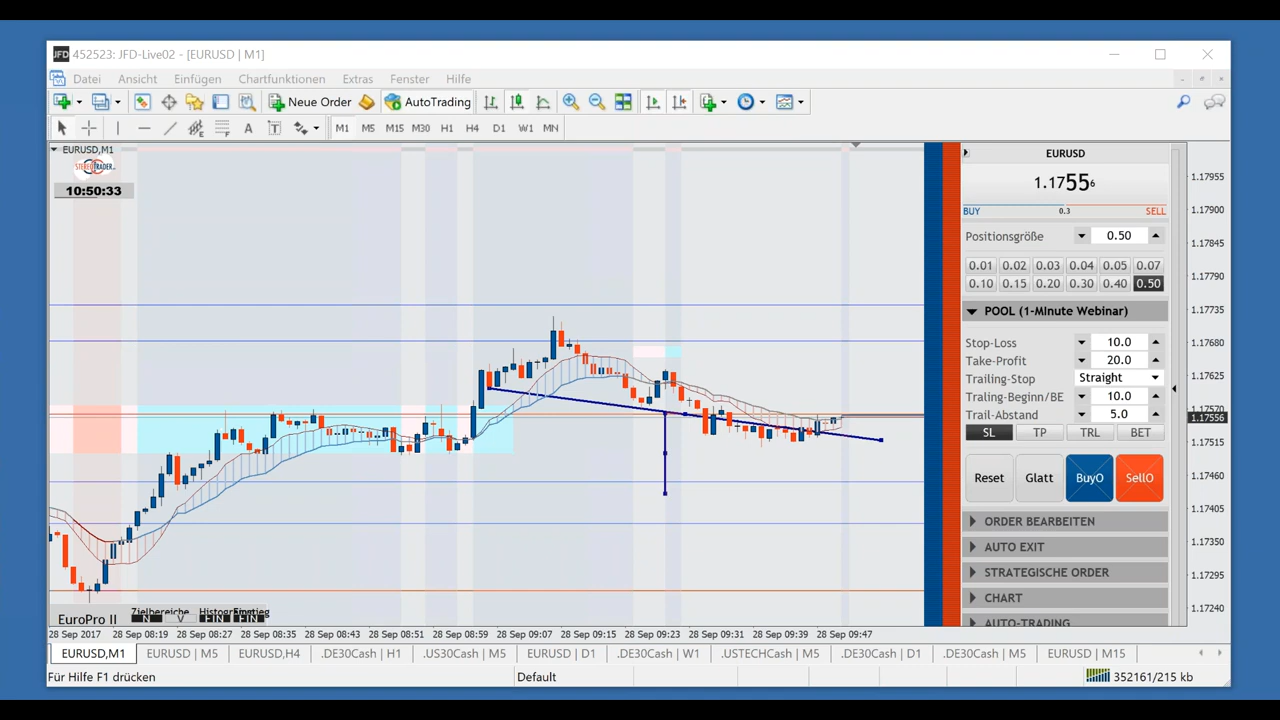 JFD 452523: JFD-Live02 - [EURUSD | M1]
Datei Ansicht Einfügen Chartfunktionen Extras Fenster Hilfe
Neue Order AutoTrading
A T M1 M5 M15 M30 H1 H4 D1 W1 MN
EURUSD,M1
STEREOTRADER
10:50:33
EURUSD
1.17556
BUY 0.3 SELL
Positionsgröße 0.50
0.01 0.02 0.03 0.04 0.05 0.07
0.10 0.15 0.20 0.30 0.40 0.50
POOL (1-Minute Webinar)
Stop-Loss 10.0
Take-Profit 20.0
Trailing-Stop Straight
Traling-Beginn/BE 10.0
Trail-Abstand 5.0
SL TP TRL BET
Reset Glatt BuyO SellO
ORDER BEARBEITEN
AUTO EXIT
STRATEGISCHE ORDER
CHART
AUTO-TRADING
1.17955
1.17900
1.17845
1.17790
1.17735
1.17680
1.17625
1.17570
1.17556
1.17515
1.17460
1.17405
1.17350
1.17295
1.17240
Zielbereiche
EuroPro II N V EIN EIN
28 Sep 2017 28 Sep 08:19 28 Sep 08:27 28 Sep 08:35 28 Sep 08:43 28 Sep 08:51 28 Sep 08:59 28 Sep 09:07 28 Sep 09:15 28 Sep 09:23 28 Sep 09:31 28 Sep 09:39 28 Sep 09:47
EURUSD,M1 EURUSD | M5 EURUSD,H4 .DE30Cash | H1 .US30Cash | M5 EURUSD | D1 .DE30Cash | W1 .USTECHCash | M5 .DE30Cash | D1 .DE30Cash | M5 EURUSD | M15
Für Hilfe F1 drücken Default 352161/215 kb